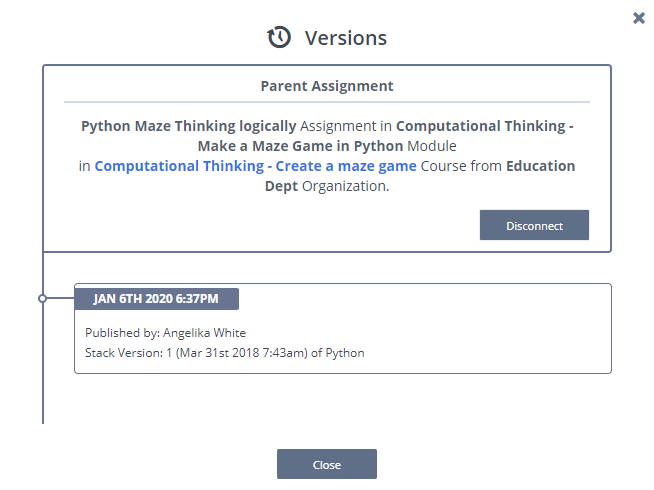 Versions
Parent Assignment
Python Maze Thinking logically Assignment in Computational Thinking -
Make a Maze Game in Python Module
in Computational Thinking - Create a maze game Course from Education
Dept Organization.
Disconnect
JAN 6TH 2020 6:37PM
Published by: Angelika White
Stack Version: 1 (Mar 31st 2018 7:43am) of Python
Close